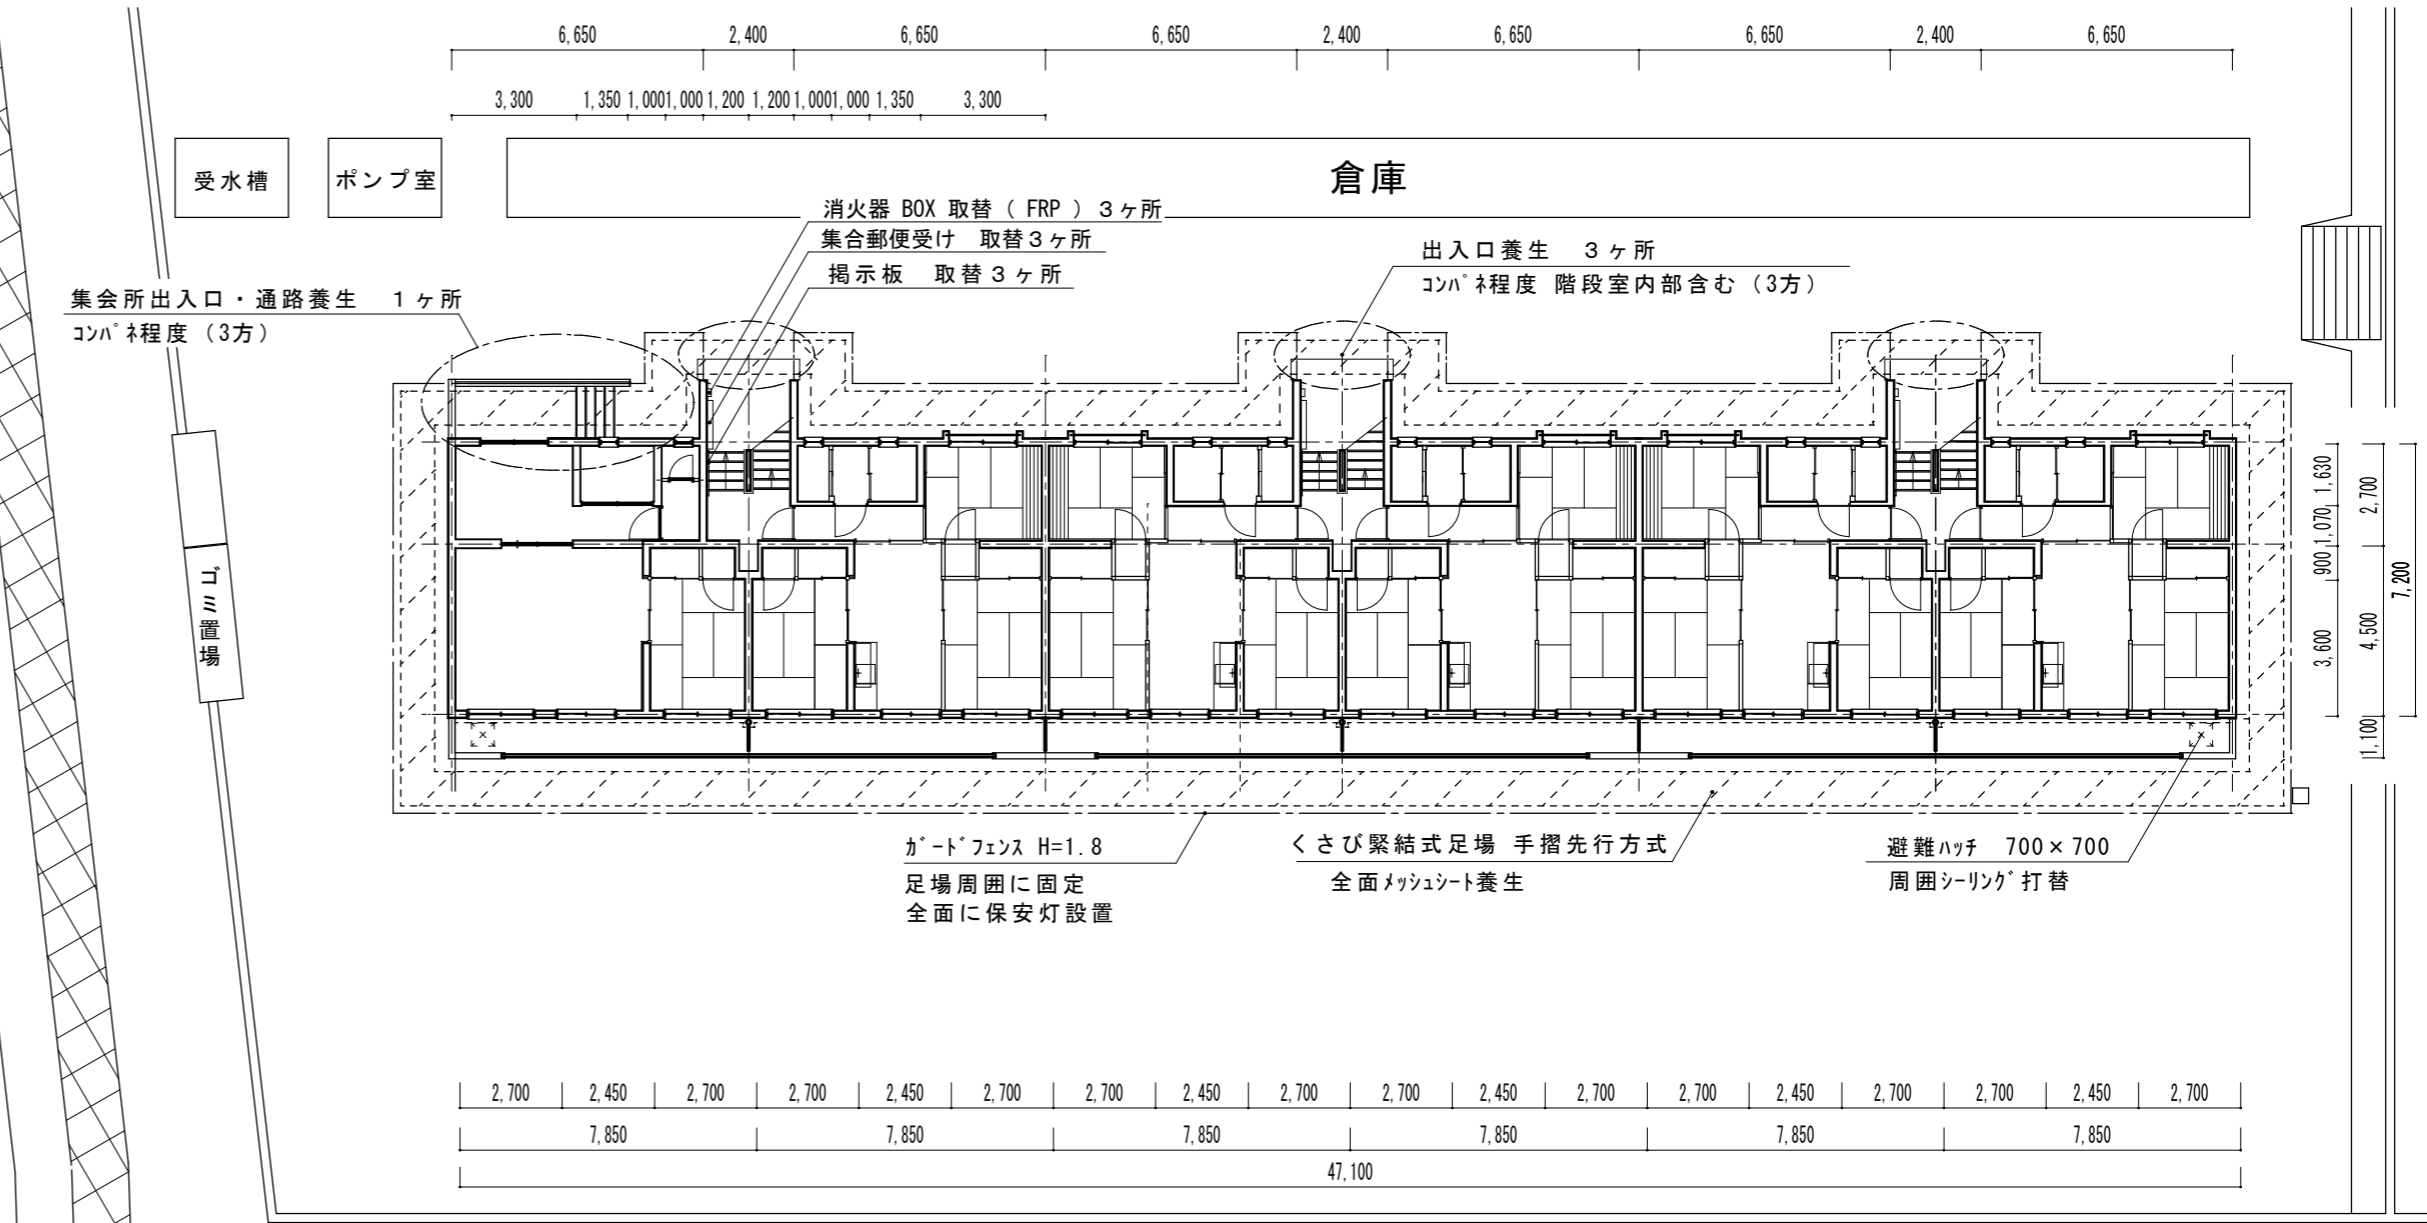 6,650 2,400 6,650 6,650 2,400 6,650 6,650 2,400 6,650
3,300 1,350 1,000 1,000 1,200 1,200 1,000 1,000 1,350 3,300
受水槽
ポンプ室
倉庫
消火器 BOX 取替 ( FRP ) 3ヶ所
集合郵便受け 取替3ヶ所
掲示板 取替3ヶ所
出入口養生 3ヶ所
コンパネ程度 階段室内部含む (3方)
集会所出入口・通路養生 1ヶ所
コンパネ程度 (3方)
ゴミ置場
1,630
1,070
900
3,600
2,700
4,500
1,100
7,200
ガードフェンス H=1.8
足場周囲に固定
全面に保安灯設置
くさび緊結式足場 手摺先行方式
全面メッシュシート養生
避難ハッチ 700×700
周囲シーリング打替
2,700 2,450 2,700 2,700 2,450 2,700 2,700 2,450 2,700 2,700 2,450 2,700 2,700 2,450 2,700 2,700 2,450 2,700
7,850 7,850 7,850 7,850 7,850 7,850
47,100